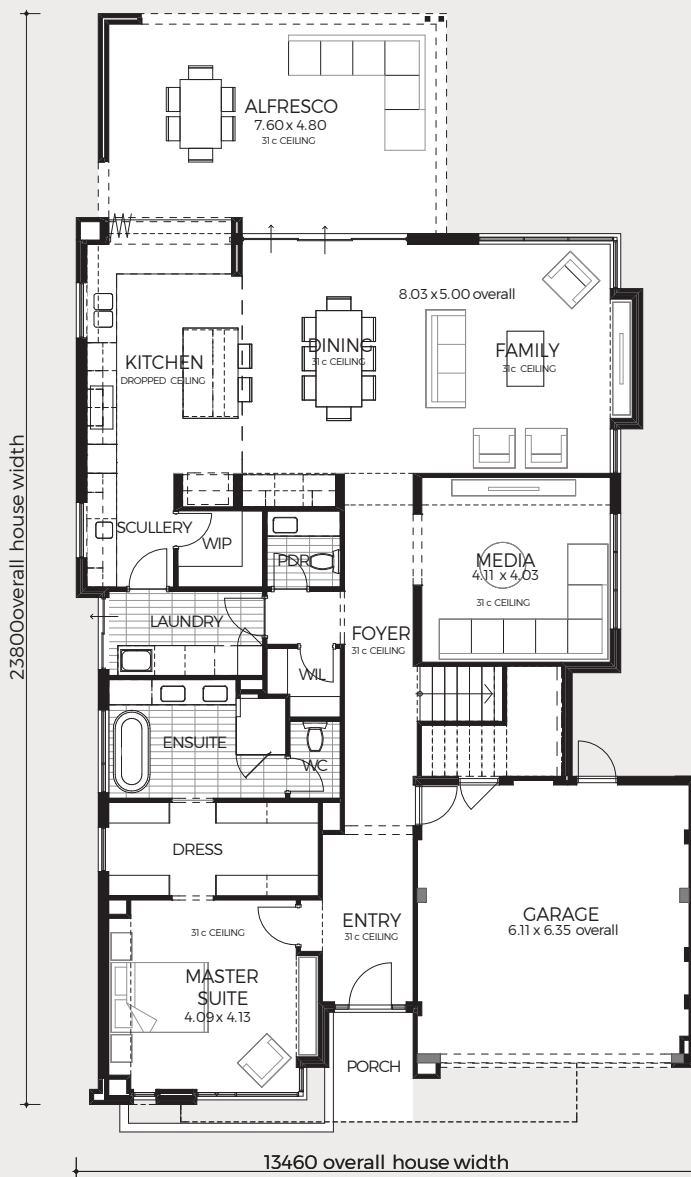 ALFRESCO
7.60 x 4.80
31 c CEILING
8.03 x 5.00 overall
DINING
31 c CEILING
FAMILY
31 c CEILING
KITCHEN
DROPPED CEILING
23800overall house width
SCULLERY
WIP
PDR
MEDIA
4.11 x 4.03
31 c CEILING
LAUNDRY
FOYER
31 c CEILING
WIL
ENSUITE
WC
DRESS
31 c CEILING
ENTRY
31 c CEILING
GARAGE
6.11 x 6.35 overall
MASTER
SUITE
4.09 x 4.13
PORCH
13460 overall house width